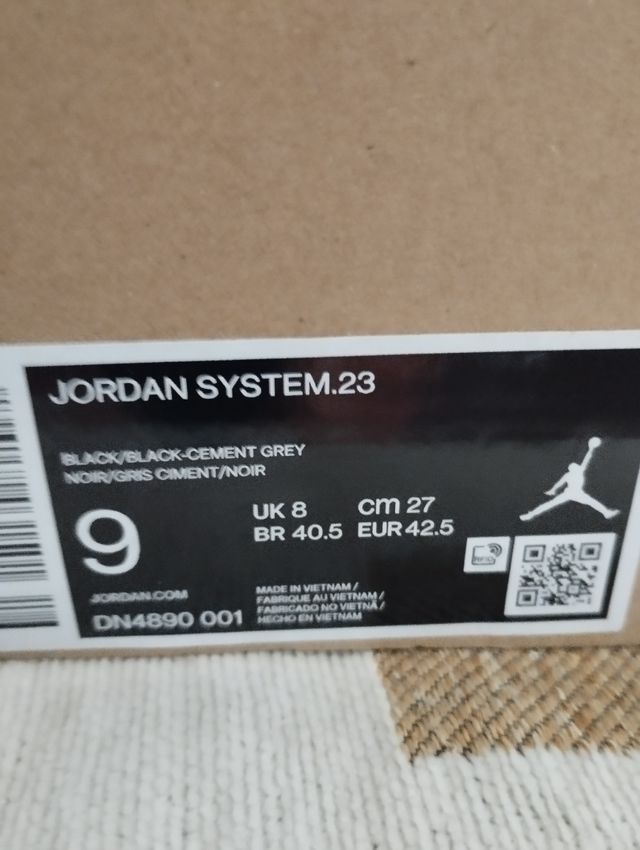 JORDAN SYSTEM.23
BLACK/BLACK-CEMENT GREY
NOIR/GRIS CIMENT/NOIR
9
UK 8 cm 27
BR 40.5 EUR 42.5
JORDAN.COM
DN4890 001
MADE IN VIETNAM /
FABRIQUE AU VIETNAM /
FABRICADO NO VIETNÃ /
HECHO EN VIETNAM